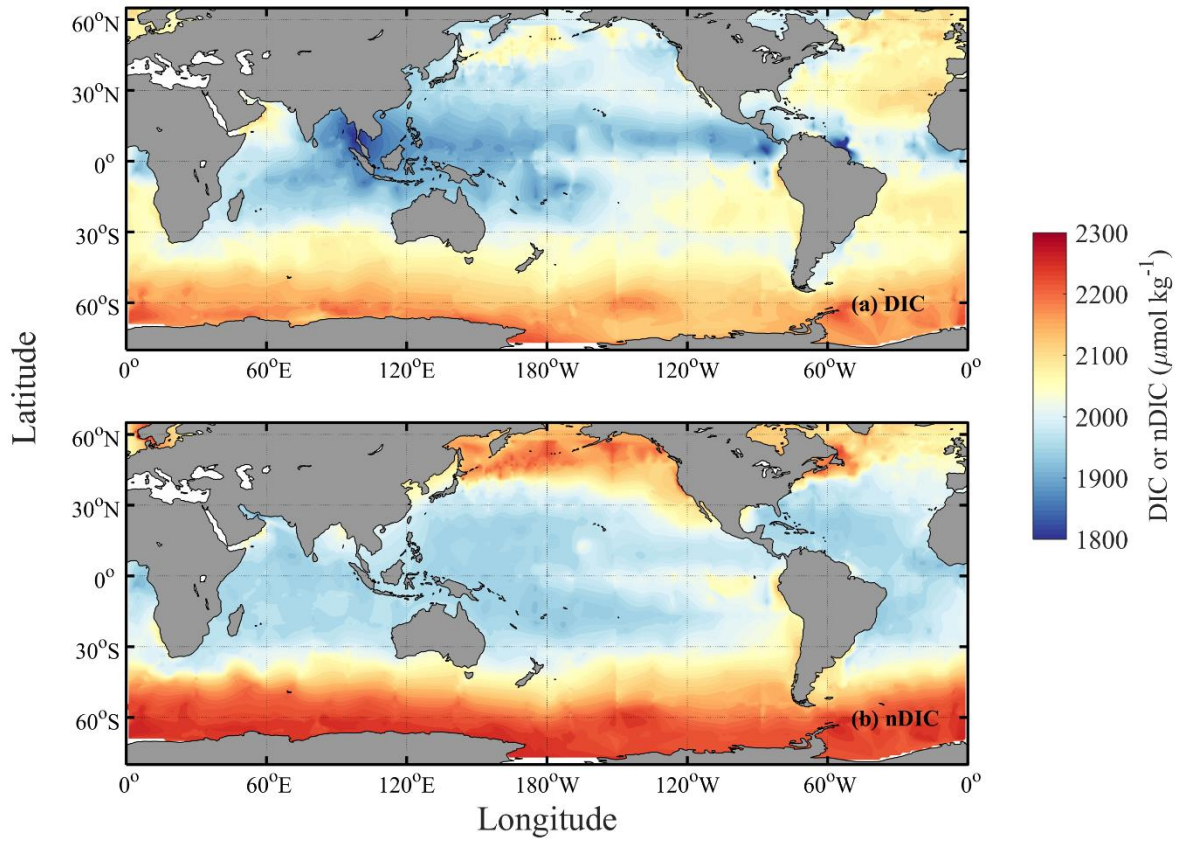 60°N
30°N
0°
30°S
60°S
(a) DIC
0° 60°E 120°E 180°W 120°W 60°W 0°
Latitude
60°N
30°N
0°
30°S
60°S
(b) nDIC
0° 60°E 120°E 180°W 120°W 60°W 0°
Longitude
2300
2200
2100
2000
1900
1800
DIC or nDIC (μmol kg⁻¹)